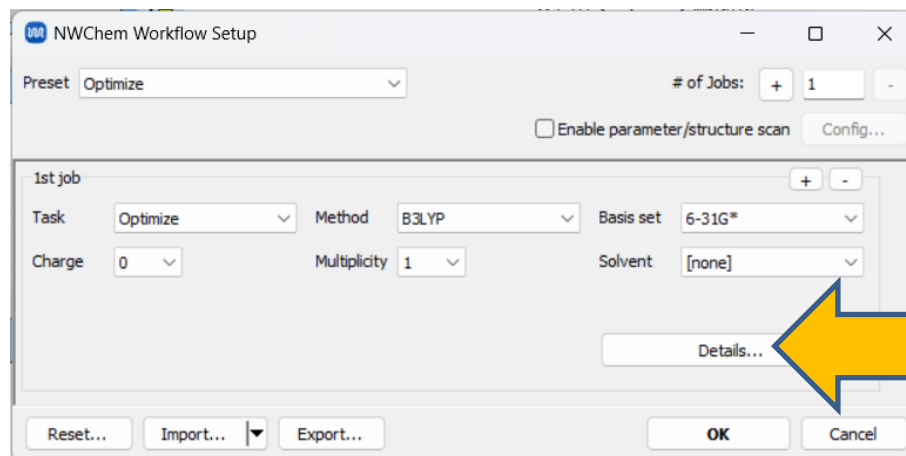 NWChem Workflow Setup
Preset Optimize # of Jobs: + 1 -
Enable parameter/structure scan Config...
1st job + -
Task Optimize Method B3LYP Basis set 6-31G*
Charge 0 Multiplicity 1 Solvent [none]
Details...
Reset... Import... Export... OK Cancel